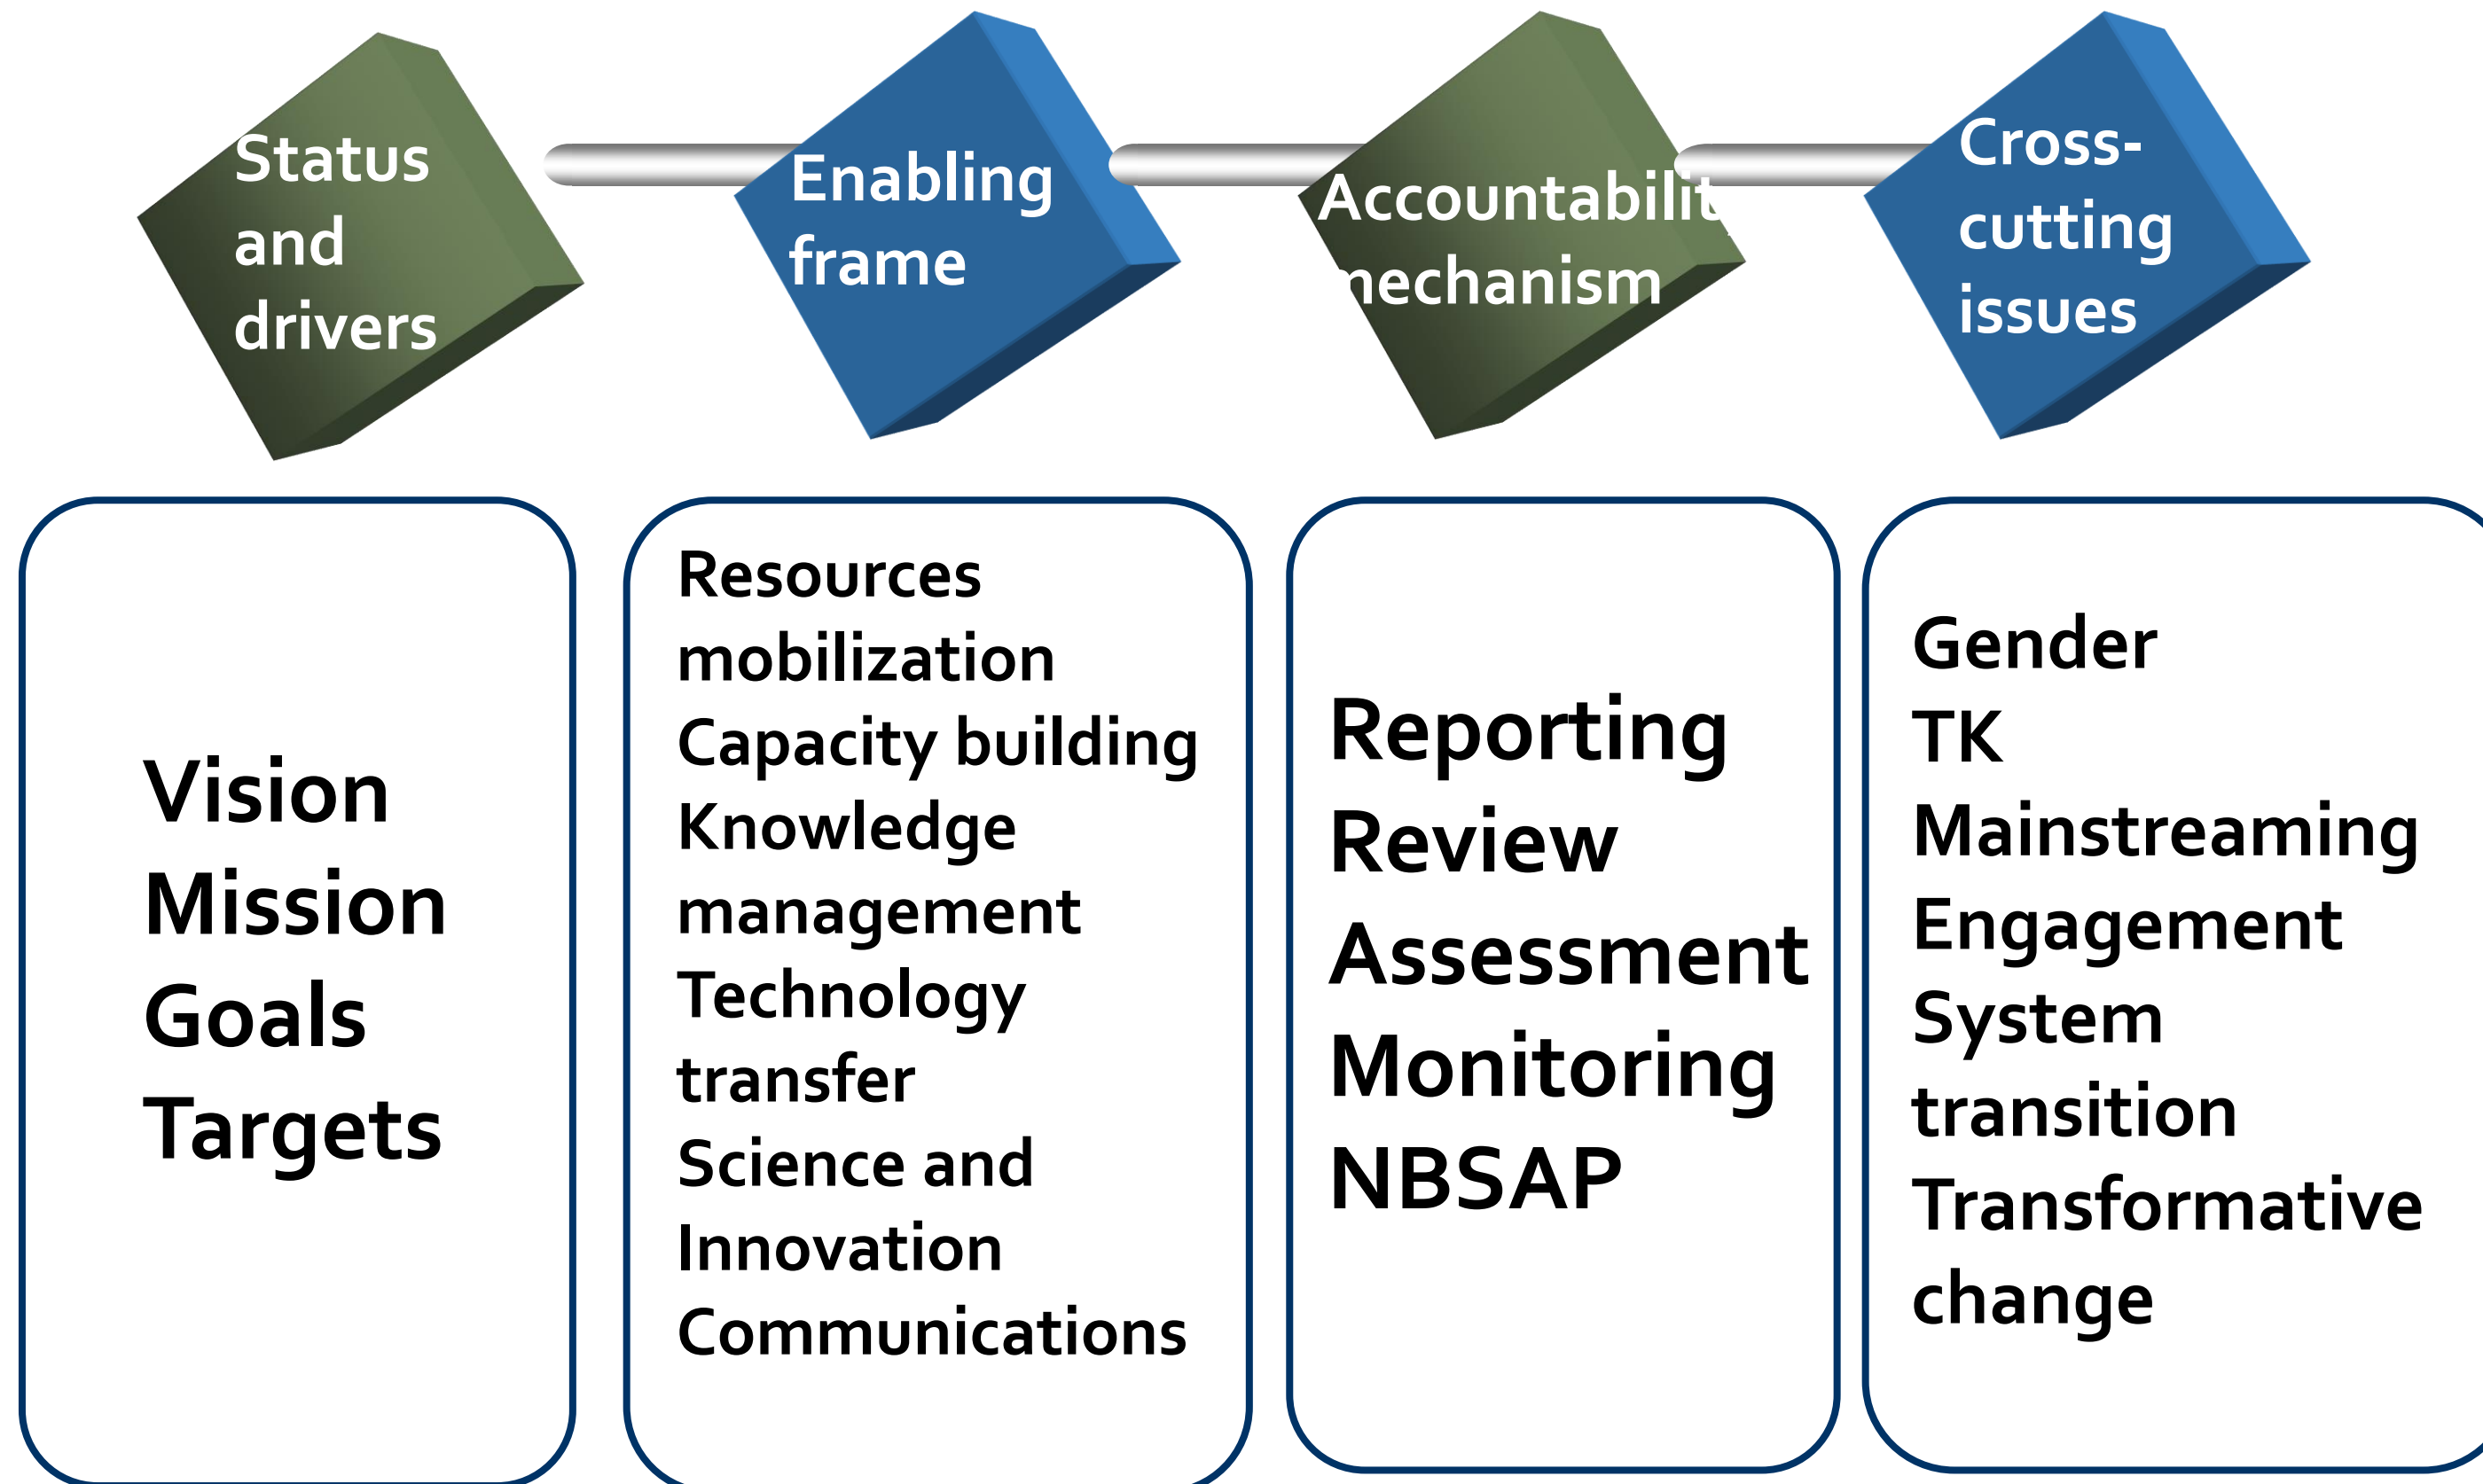 Status
and
drivers
Enabling
frame
Accountabilit
mechanism
Cross-
cutting
issues
Vision
Mission
Goals
Targets
Resources
mobilization
Capacity building
Knowledge
management
Technology
transfer
Science and
Innovation
Communications
Reporting
Review
Assessment
Monitoring
NBSAP
Gender
TK
Mainstreaming
Engagement
System
transition
Transformative
change